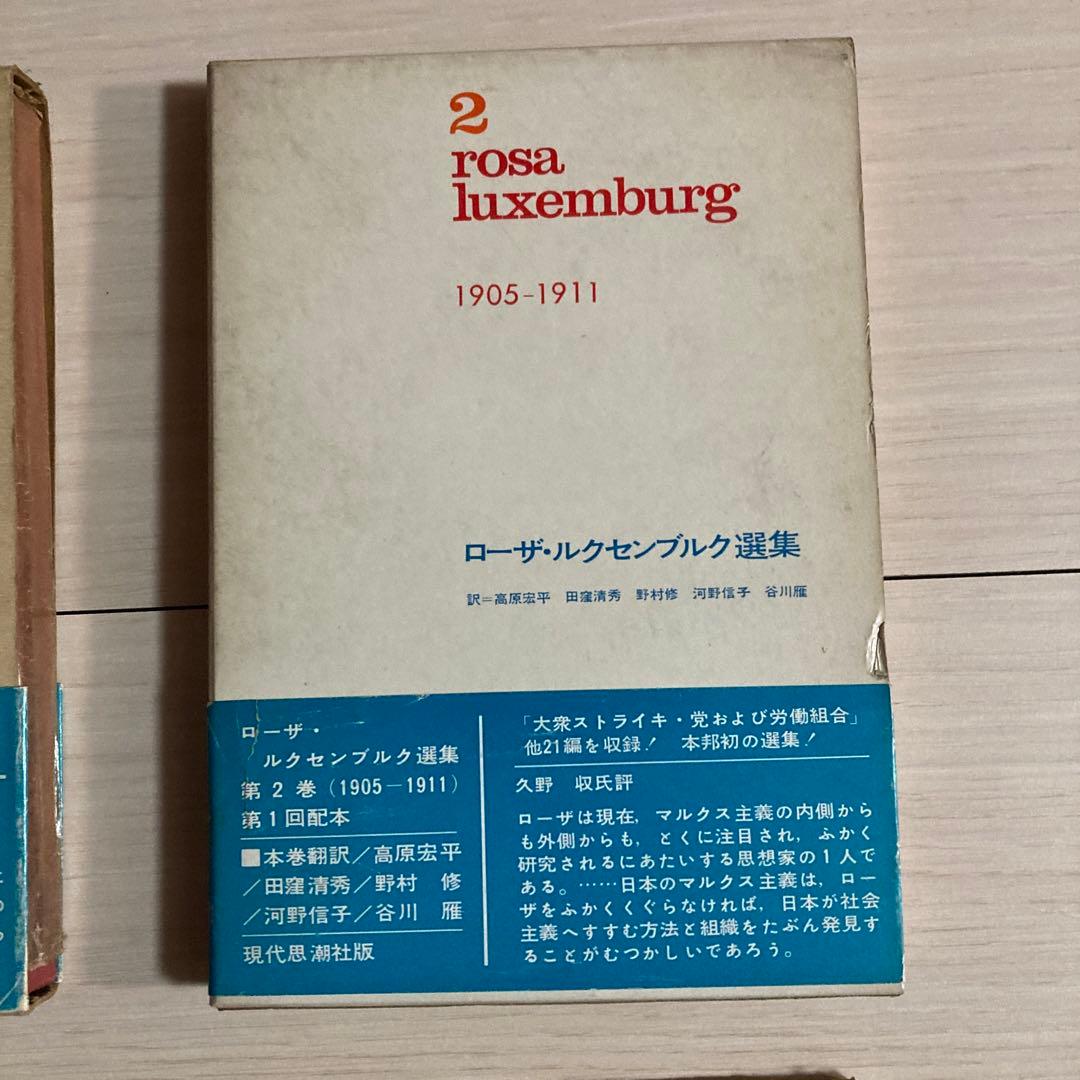 2
rosa
luxemburg
1905-1911
ローザ・ルクセンブルク選集
訳=高原宏平 田窪清秀 野村修 河野信子 谷川雁
ローザ・
ルクセンブルク選集
第2巻(1905-1911)
第1回配本
■本巻翻訳/高原宏平
/田窪清秀/野村 修
/河野信子/谷川 雁
現代思潮社版
「大衆ストライキ・党および労働組合」
他21編を収録! 本邦初の選集!
久野 収氏評
ローザは現在,マルクス主義の内側から
も外側からも,とくに注目され,ふかく
研究されるにあたいする思想家の1人で
ある。……日本のマルクス主義は,ロー
ザをふかくくぐらなければ,日本が社会
主義へすすむ方法と組織をたぶん発見す
ることがむつかしいであろう。